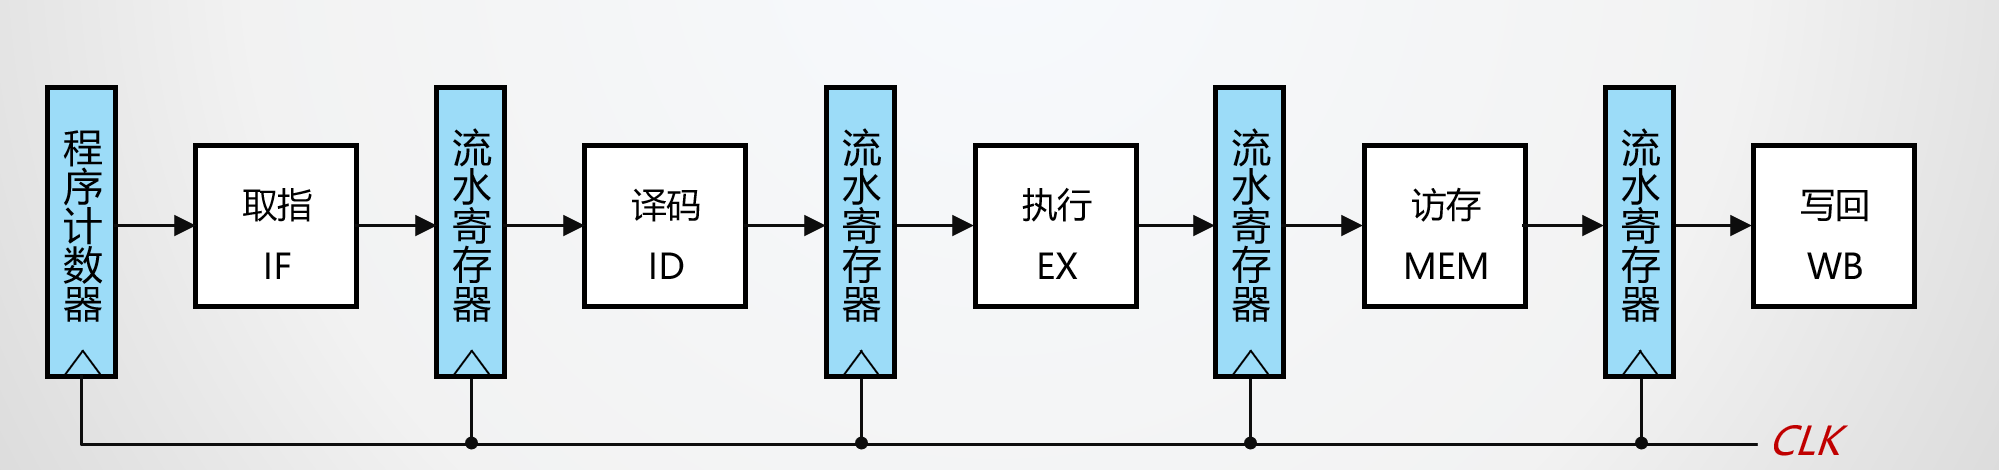 程序计数器
取指
IF
流水寄存器
译码
ID
流水寄存器
执行
EX
流水寄存器
访存
MEM
流水寄存器
写回
WB
CLK